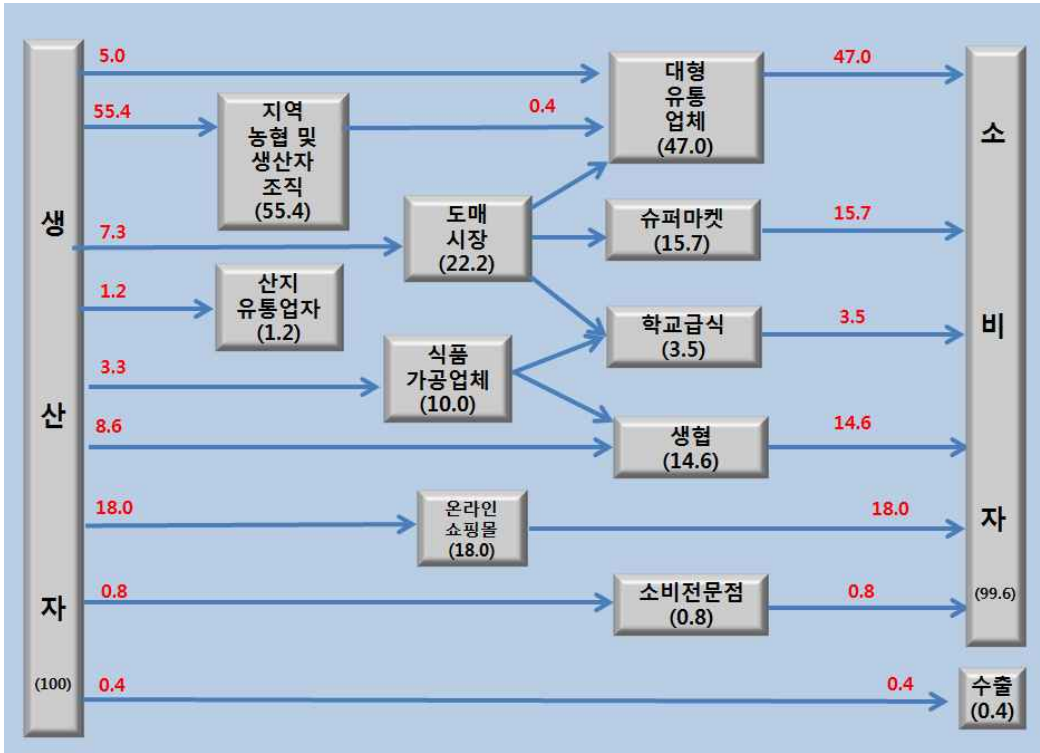 생
산
자
(100)
5.0
55.4
7.3
1.2
3.3
8.6
18.0
0.8
0.4
지역
농협 및
생산자
조직
(55.4)
0.4
산지
유통업자
(1.2)
도매
시장
(22.2)
식품
가공업체
(10.0)
온라인
쇼핑몰
(18.0)
대형
유통
업체
(47.0)
슈퍼마켓
(15.7)
학교급식
(3.5)
생협
(14.6)
소비전문점
(0.8)
47.0
15.7
3.5
14.6
18.0
0.8
0.4
소
비
자
(99.6)
수출
(0.4)